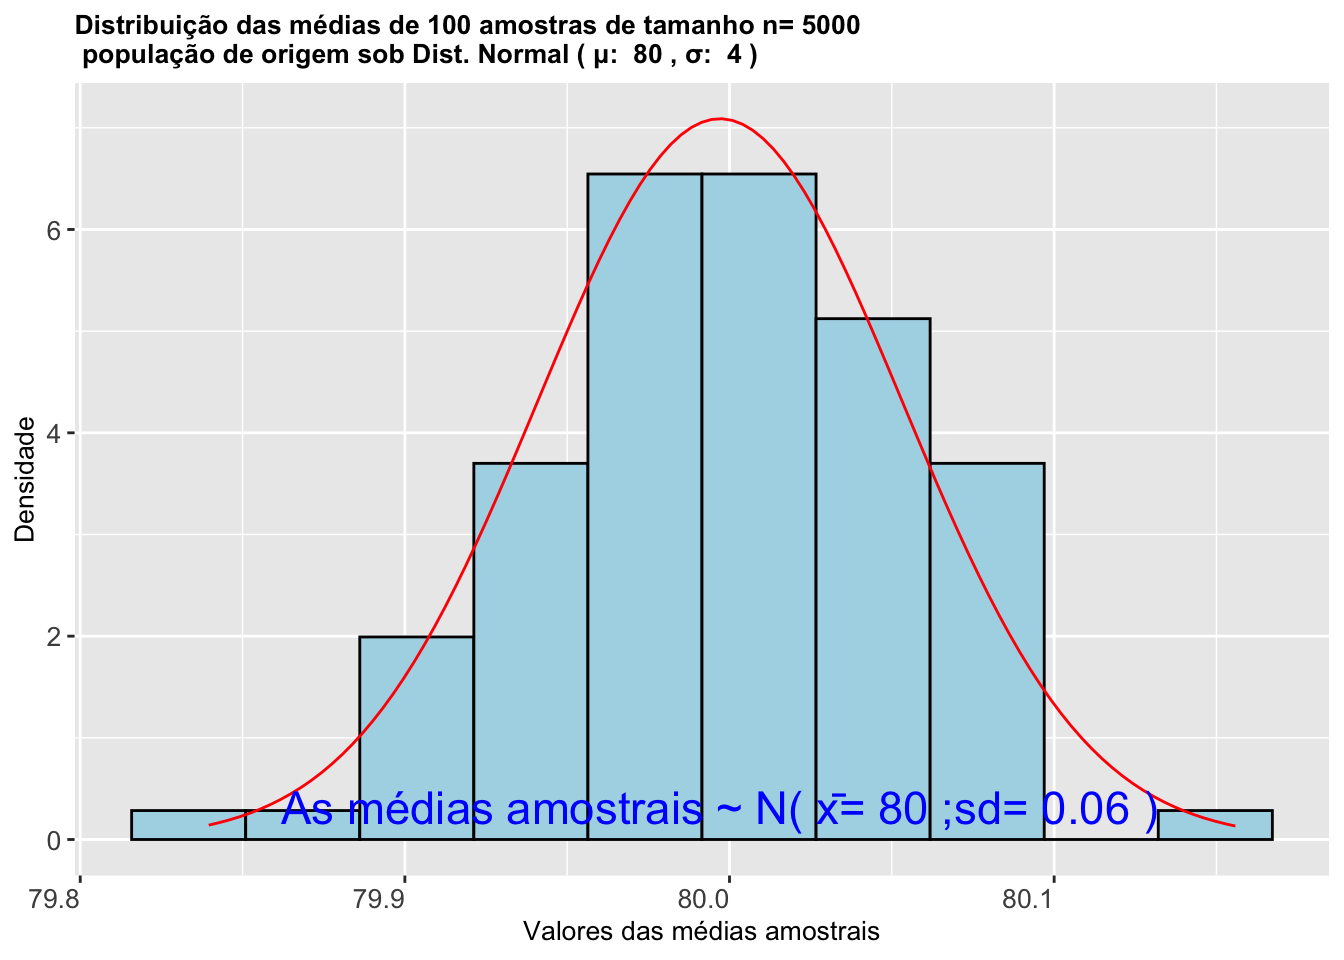 Distribuição das médias de 100 amostras de tamanho n= 5000
população de origem sob Dist. Normal ( μ:  80 , σ:  4 )
6
4
2
0
Densidade
As médias amostrais ~ N( x̄= 80 ;sd= 0.06 )
79.8 79.9 80.0 80.1
Valores das médias amostrais